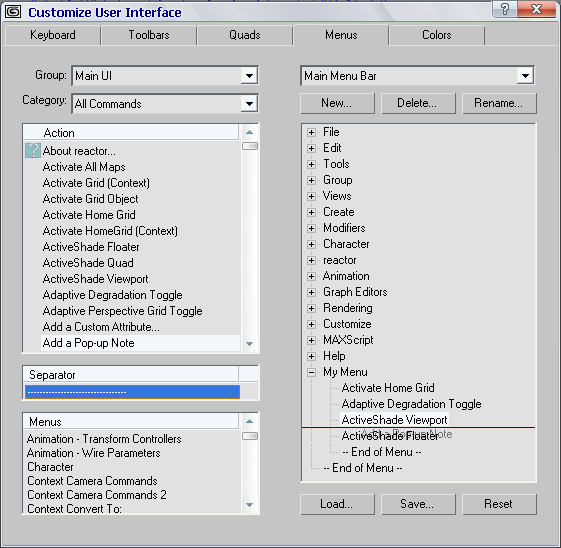 Customize User Interface
Keyboard
Toolbars
Quads
Menus
Colors
Group:
Main UI
Category:
All Commands
Action
About reactor...
Activate All Maps
Activate Grid (Context)
Activate Grid Object
Activate Home Grid
Activate HomeGrid (Context)
ActiveShade Floater
ActiveShade Quad
ActiveShade Viewport
Adaptive Degradation Toggle
Adaptive Perspective Grid Toggle
Add a Custom Attribute...
Add a Pop-up Note
Separator
--------------------------------
Menus
Animation - Transform Controllers
Animation - Wire Parameters
Character
Context Camera Commands
Context Camera Commands 2
Context Convert To:
Main Menu Bar
New...
Delete...
Rename...
File
Edit
Tools
Group
Views
Create
Modifiers
Character
reactor
Animation
Graph Editors
Rendering
Customize
MAXScript
Help
My Menu
Activate Home Grid
Adaptive Degradation Toggle
ActiveShade Viewport
Add a Pop-up Note
ActiveShade Floater
-- End of Menu --
-- End of Menu --
Load...
Save...
Reset